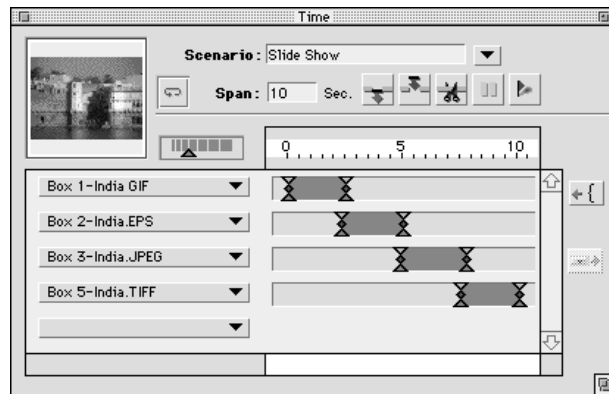 Time
Scenario: Slide Show
Span: 10 Sec.
0 5 10
Box 1-India GIF
Box 2-India.EPS
Box 3-India.JPEG
Box 5-India.TIFF